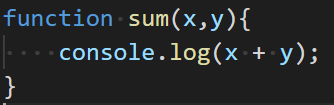 function sum(x,y){
    console.log(x + y);
}